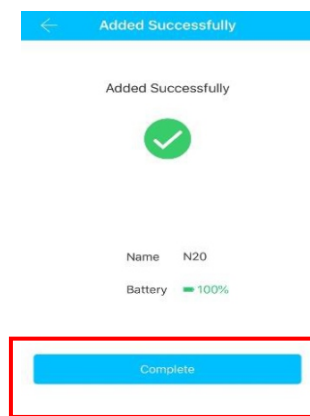 Added Successfully
Added Successfully
Name N20
Battery 100%
Complete